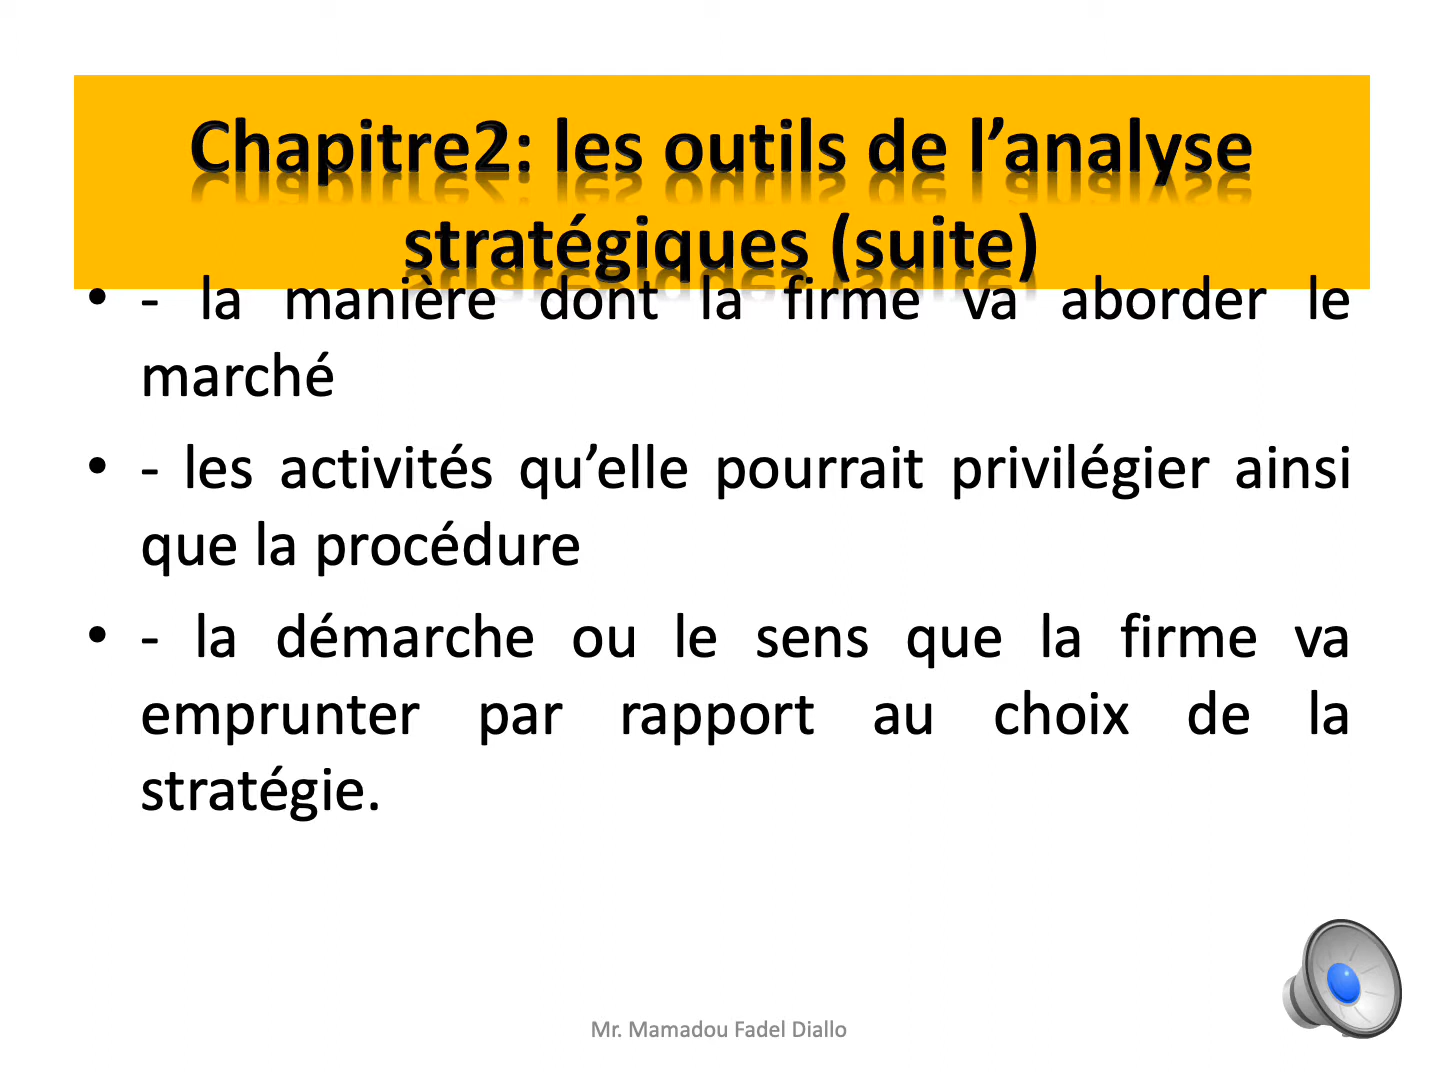 Chapitre2: les outils de l’analyse
stratégiques (suite)
• - la manière dont la firme va aborder le
marché
• - les activités qu’elle pourrait privilégier ainsi
que la procédure
• - la démarche ou le sens que la firme va
emprunter par rapport au choix de la
stratégie.
Mr. Mamadou Fadel Diallo